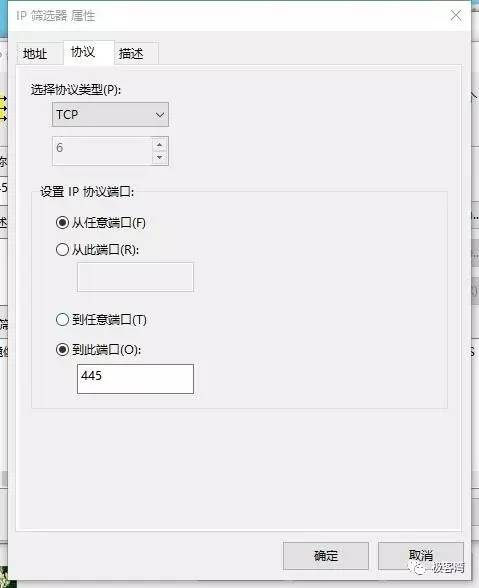 IP 筛选器 属性
地址 协议 描述
选择协议类型(P):
TCP
6
设置 IP 协议端口:
从任意端口(F)
从此端口(R):
到任意端口(T)
到此端口(O):
445
确定 取消
极客湾